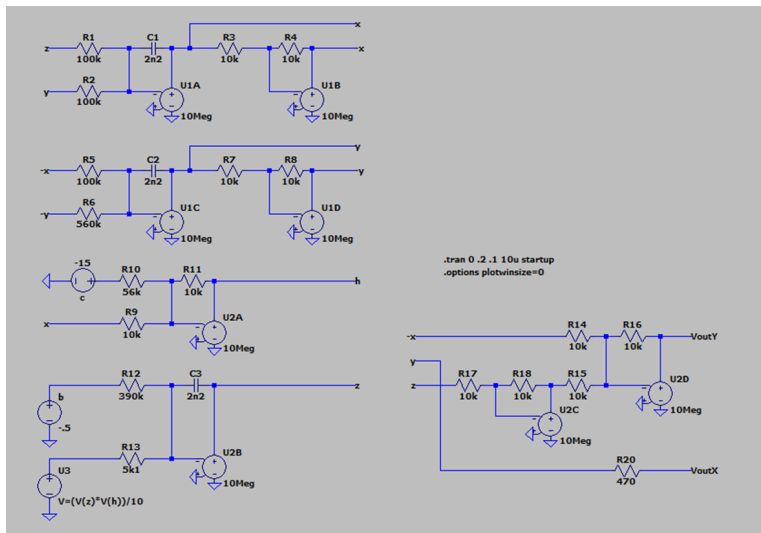 x
z
R1
100k
C1
2n2
R3
10k
R4
10k
x
y
R2
100k
U1A
10Meg
U1B
10Meg
y
-x
R5
100k
C2
2n2
R7
10k
R8
10k
y
-y
R6
560k
U1C
10Meg
U1D
10Meg
-15
c
R10
56k
R11
10k
h
x
R9
10k
U2A
10Meg
b
-.5
R12
390k
C3
2n2
z
U3
R13
5k1
U2B
10Meg
V=(V(z)*V(h))/10
.tran 0 .2 .1 10u startup
.options plotwinsize=0
-x
R14
10k
R16
10k
VoutY
y
z
R17
10k
R18
10k
R15
10k
U2D
10Meg
U2C
10Meg
R20
470
VoutX